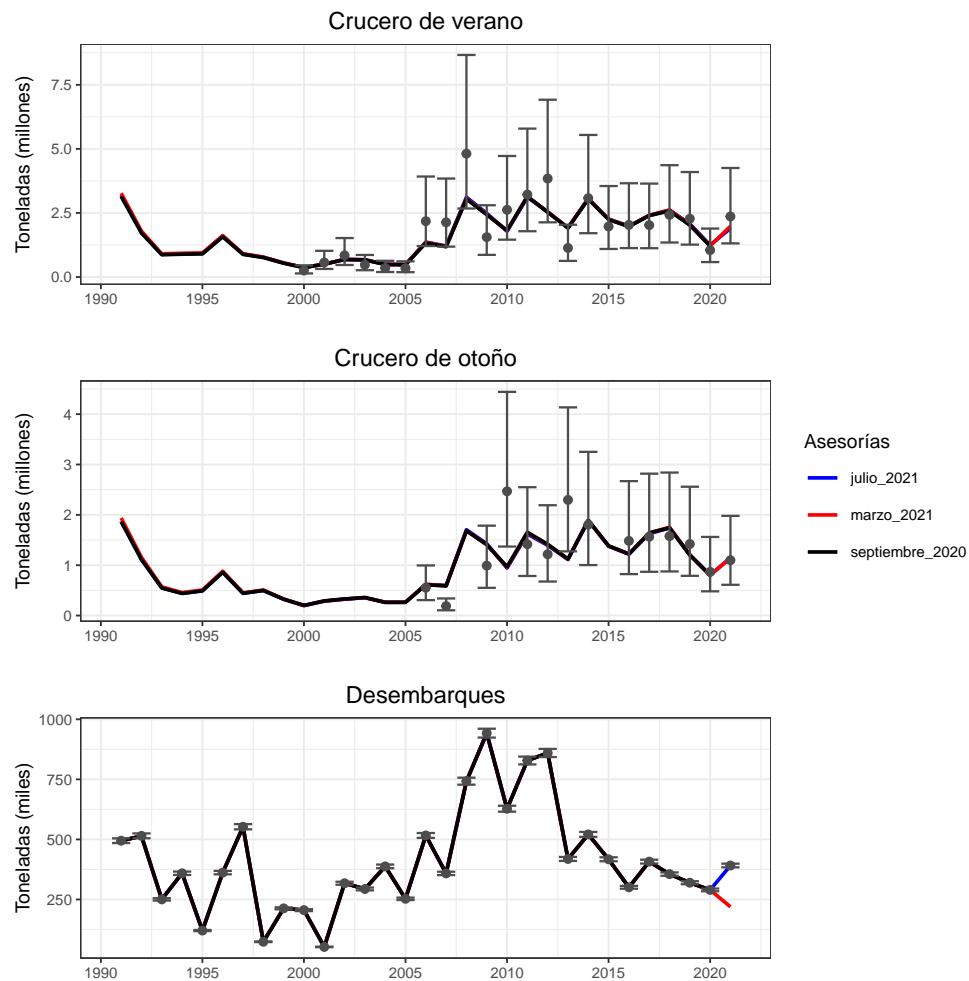 Crucero de verano
Toneladas (millones)
7.5
5.0
2.5
0.0
1990 1995 2000 2005 2010 2015 2020
Crucero de otoño
Toneladas (millones)
4
3
2
1
0
1990 1995 2000 2005 2010 2015 2020
Asesorías
julio_2021
marzo_2021
septiembre_2020
Desembarques
Toneladas (miles)
1000
750
500
250
1990 1995 2000 2005 2010 2015 2020